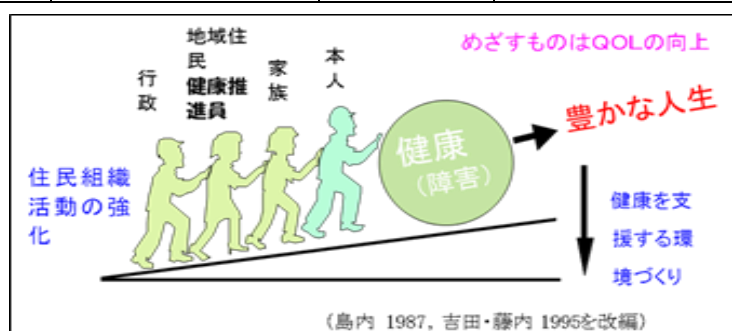 めざすものはQOLの向上
行政
地域住
民
健康推
進員
家族
本人
健康
（障害）
豊かな人生
住民組織
活動の強
化
健康を支
援する環
境づくり
（島内 1987, 吉田・藤内 1995を改編）